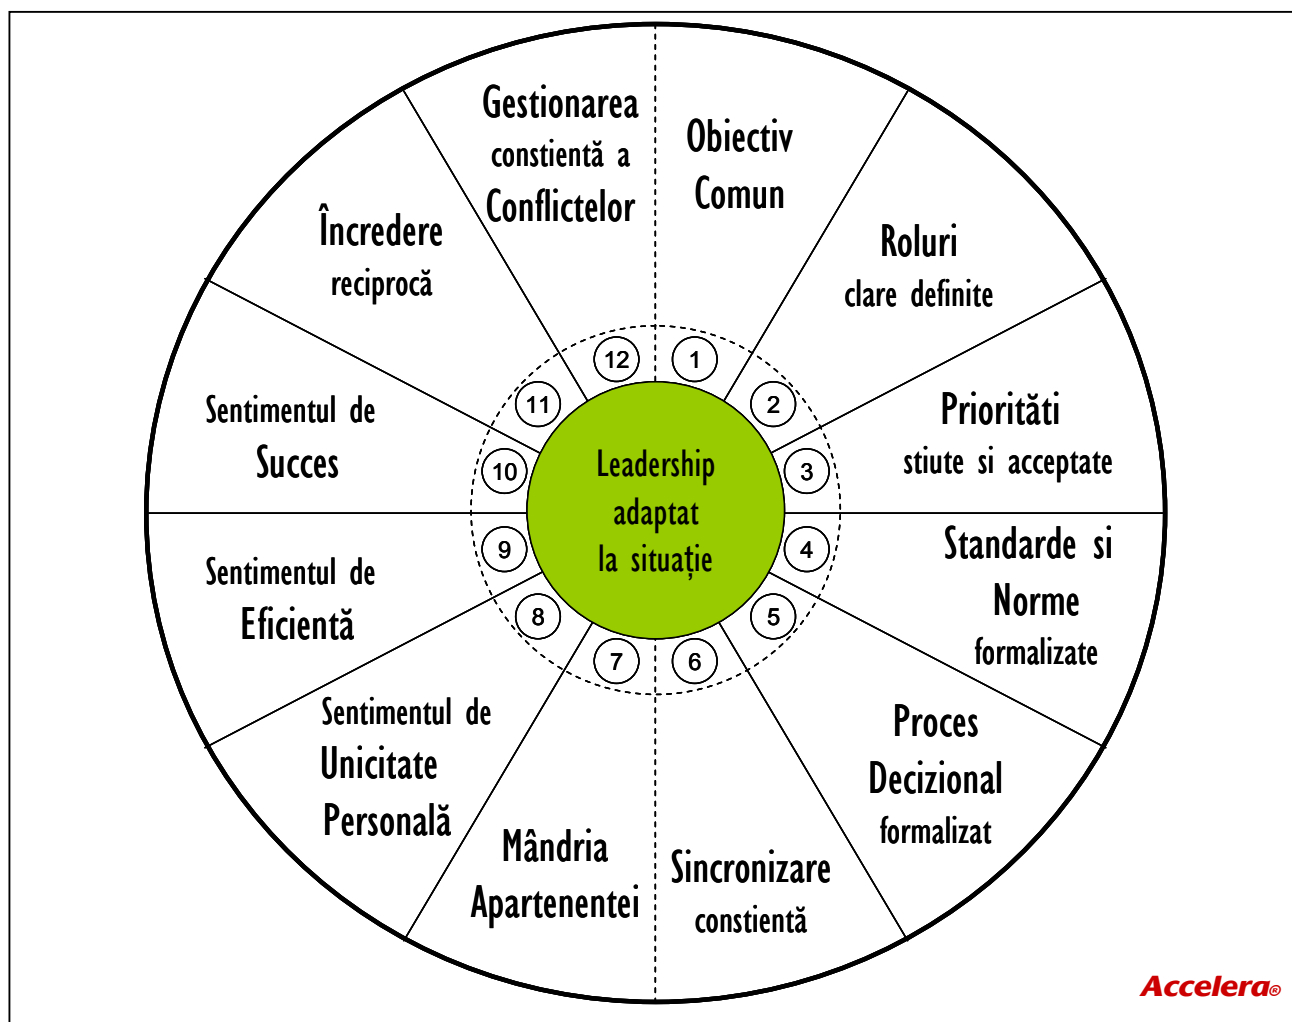 Obiectiv
Comun
Roluri
clare definite
Priorităti
stiute si acceptate
Standarde si
Norme
formalizate
Proces
Decizional
formalizat
Sincronizare
constientă
Mândria
Apartenentei
Sentimentul de
Unicitate
Personală
Sentimentul de
Eficientă
Sentimentul de
Succes
Încredere
reciprocă
Gestionarea
constientă a
Conflictelor
1
2
3
4
5
6
7
8
9
10
11
12
Leadership
adaptat
la situație
Accelera®